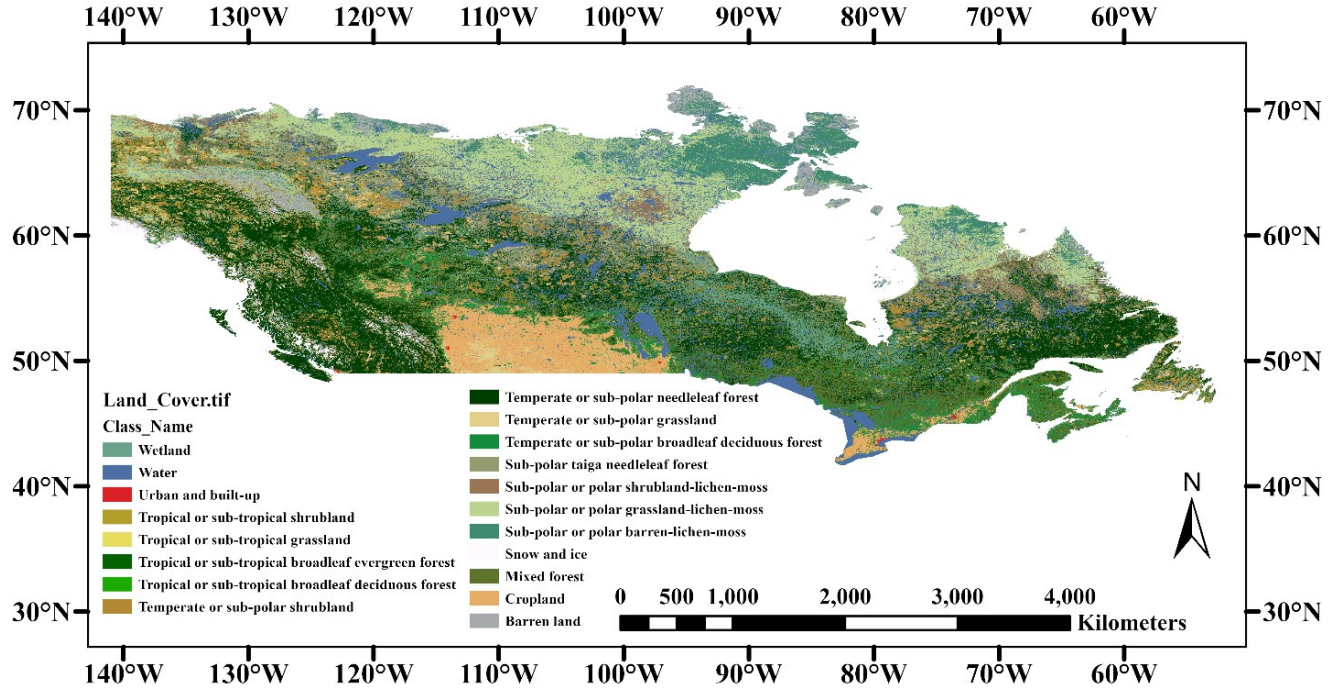 140°W 130°W 120°W 110°W 100°W 90°W 80°W 70°W 60°W
70°N 70°N
60°N 60°N
50°N 50°N
40°N 40°N
30°N 30°N
Land_Cover.tif
Class_Name
Wetland
Water
Urban and built-up
Tropical or sub-tropical shrubland
Tropical or sub-tropical grassland
Tropical or sub-tropical broadleaf evergreen forest
Tropical or sub-tropical broadleaf deciduous forest
Temperate or sub-polar shrubland
Temperate or sub-polar needleleaf forest
Temperate or sub-polar grassland
Temperate or sub-polar broadleaf deciduous forest
Sub-polar taiga needleleaf forest
Sub-polar or polar shrubland-lichen-moss
Sub-polar or polar grassland-lichen-moss
Sub-polar or polar barren-lichen-moss
Snow and ice
Mixed forest
Cropland
Barren land
N
0 500 1,000 2,000 3,000 4,000
Kilometers
140°W 130°W 120°W 110°W 100°W 90°W 80°W 70°W 60°W